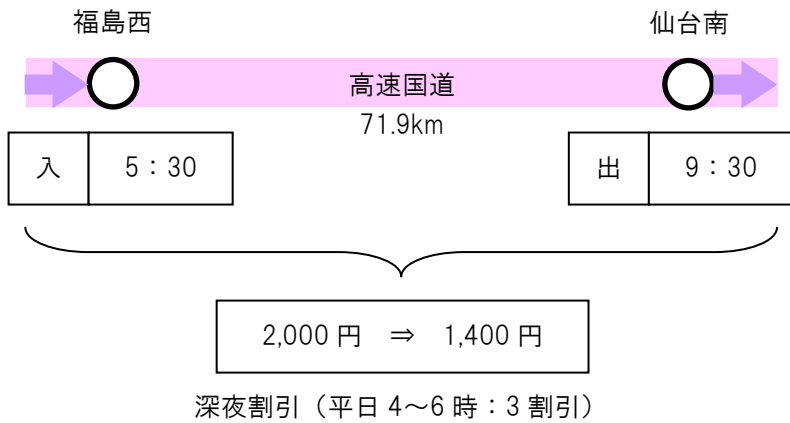 福島西 仙台南
高速国道
71.9km
入 5：30 出 9：30
2,000 円 ⇒ 1,400 円
深夜割引（平日 4～6 時：3 割引）